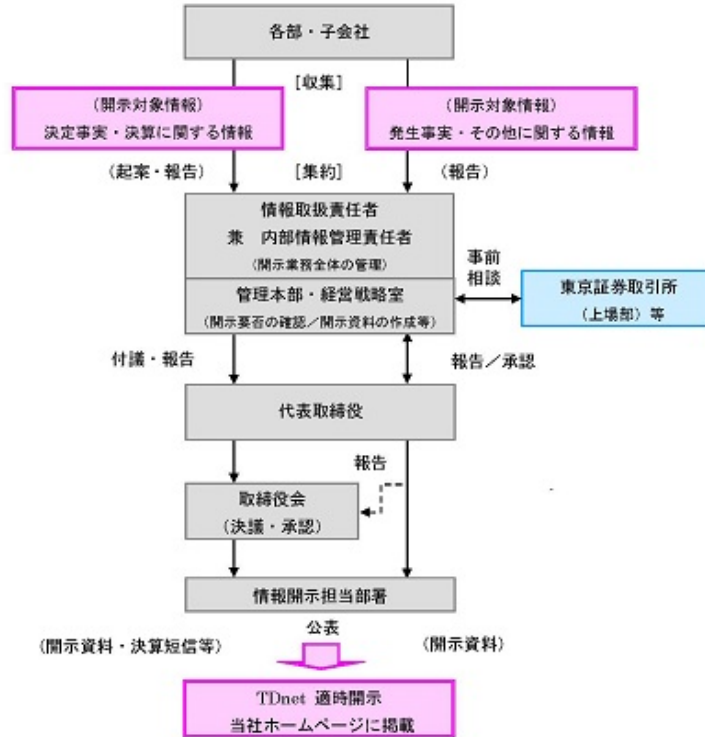 各部・子会社
[収集]
(開示対象情報)
決定事実・決算に関する情報
(開示対象情報)
発生事実・その他に関する情報
(起案・報告)
[集約]
(報告)
情報取扱責任者
兼 内部情報管理責任者
(開示業務全体の管理)
管理本部・経営戦略室
(開示要否の確認/開示資料の作成等)
事前
相談
東京証券取引所
(上場部)等
付議・報告
報告/承認
代表取締役
報告
取締役会
(決議・承認)
情報開示担当部署
公表
(開示資料・決算短信等)
(開示資料)
TDnet 適時開示
当社ホームページに掲載